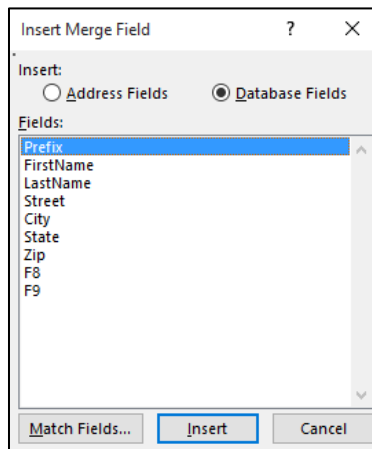 Insert Merge Field ? X
Insert:
Address Fields Database Fields
Fields:
Prefix
FirstName
LastName
Street
City
State
Zip
F8
F9
Match Fields... Insert Cancel